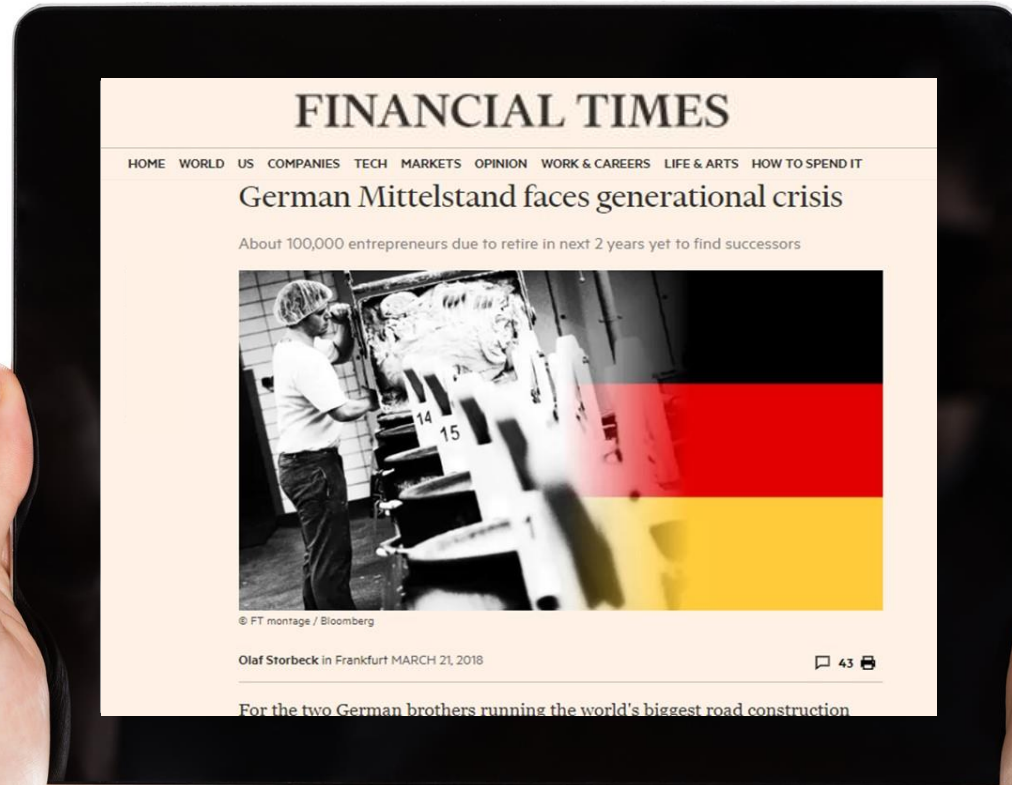 FINANCIAL TIMES
HOME WORLD US COMPANIES TECH MARKETS OPINION WORK & CAREERS LIFE & ARTS HOW TO SPEND IT
German Mittelstand faces generational crisis
About 100,000 entrepreneurs due to retire in next 2 years yet to find successors
14
15
© FT montage / Bloomberg
Olaf Storbeck in Frankfurt MARCH 21, 2018
43
For the two German brothers running the world's biggest road construction